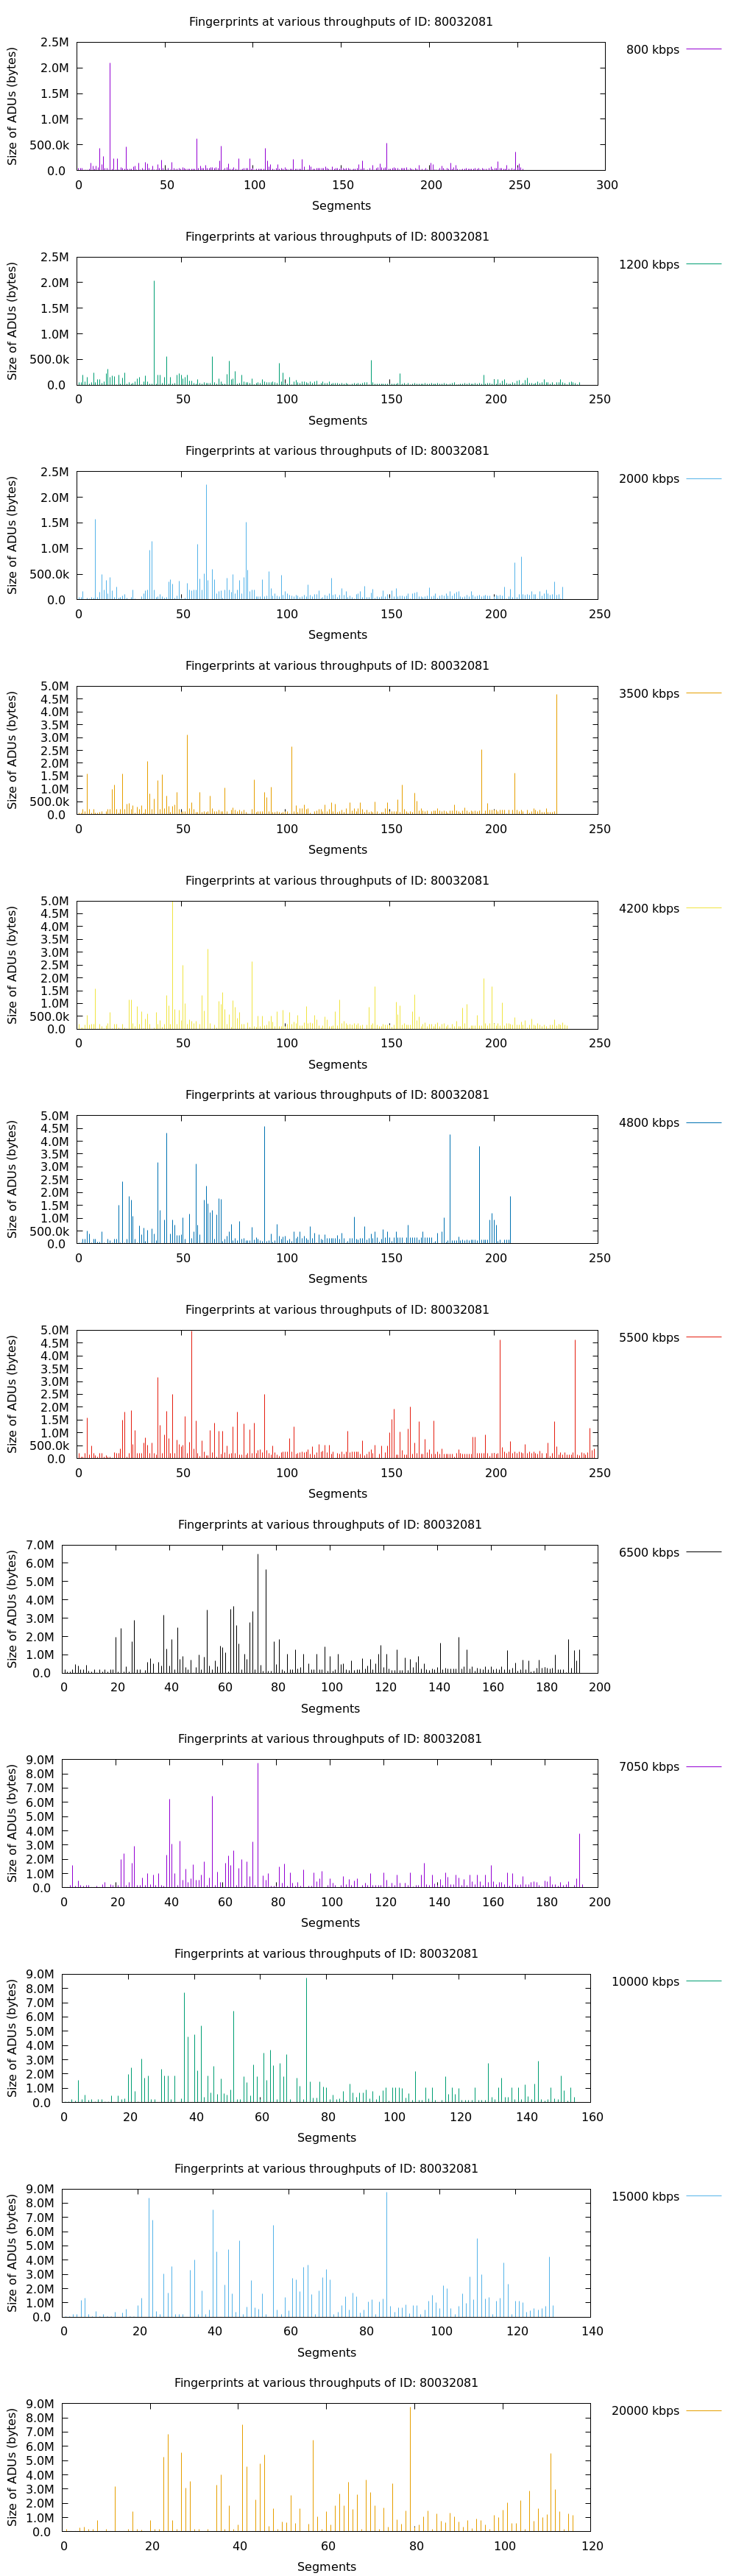 Fingerprints at various throughputs of ID: 80032081
Size of ADUs (bytes)
2.5M
2.0M
1.5M
1.0M
500.0k
0.0
800 kbps
0 50 100 150 200 250 300
Segments
Fingerprints at various throughputs of ID: 80032081
Size of ADUs (bytes)
2.5M
2.0M
1.5M
1.0M
500.0k
0.0
1200 kbps
0 50 100 150 200 250
Segments
Fingerprints at various throughputs of ID: 80032081
Size of ADUs (bytes)
2.5M
2.0M
1.5M
1.0M
500.0k
0.0
2000 kbps
0 50 100 150 200 250
Segments
Fingerprints at various throughputs of ID: 80032081
Size of ADUs (bytes)
5.0M
4.5M
4.0M
3.5M
3.0M
2.5M
2.0M
1.5M
1.0M
500.0k
0.0
3500 kbps
0 50 100 150 200 250
Segments
Fingerprints at various throughputs of ID: 80032081
Size of ADUs (bytes)
5.0M
4.5M
4.0M
3.5M
3.0M
2.5M
2.0M
1.5M
1.0M
500.0k
0.0
4200 kbps
0 50 100 150 200 250
Segments
Fingerprints at various throughputs of ID: 80032081
Size of ADUs (bytes)
5.0M
4.5M
4.0M
3.5M
3.0M
2.5M
2.0M
1.5M
1.0M
500.0k
0.0
4800 kbps
0 50 100 150 200 250
Segments
Fingerprints at various throughputs of ID: 80032081
Size of ADUs (bytes)
5.0M
4.5M
4.0M
3.5M
3.0M
2.5M
2.0M
1.5M
1.0M
500.0k
0.0
5500 kbps
0 50 100 150 200 250
Segments
Fingerprints at various throughputs of ID: 80032081
Size of ADUs (bytes)
7.0M
6.0M
5.0M
4.0M
3.0M
2.0M
1.0M
0.0
6500 kbps
0 20 40 60 80 100 120 140 160 180 200
Segments
Fingerprints at various throughputs of ID: 80032081
Size of ADUs (bytes)
9.0M
8.0M
7.0M
6.0M
5.0M
4.0M
3.0M
2.0M
1.0M
0.0
7050 kbps
0 20 40 60 80 100 120 140 160 180 200
Segments
Fingerprints at various throughputs of ID: 80032081
Size of ADUs (bytes)
9.0M
8.0M
7.0M
6.0M
5.0M
4.0M
3.0M
2.0M
1.0M
0.0
10000 kbps
0 20 40 60 80 100 120 140 160
Segments
Fingerprints at various throughputs of ID: 80032081
Size of ADUs (bytes)
9.0M
8.0M
7.0M
6.0M
5.0M
4.0M
3.0M
2.0M
1.0M
0.0
15000 kbps
0 20 40 60 80 100 120 140
Segments
Fingerprints at various throughputs of ID: 80032081
Size of ADUs (bytes)
9.0M
8.0M
7.0M
6.0M
5.0M
4.0M
3.0M
2.0M
1.0M
0.0
20000 kbps
0 20 40 60 80 100 120
Segments